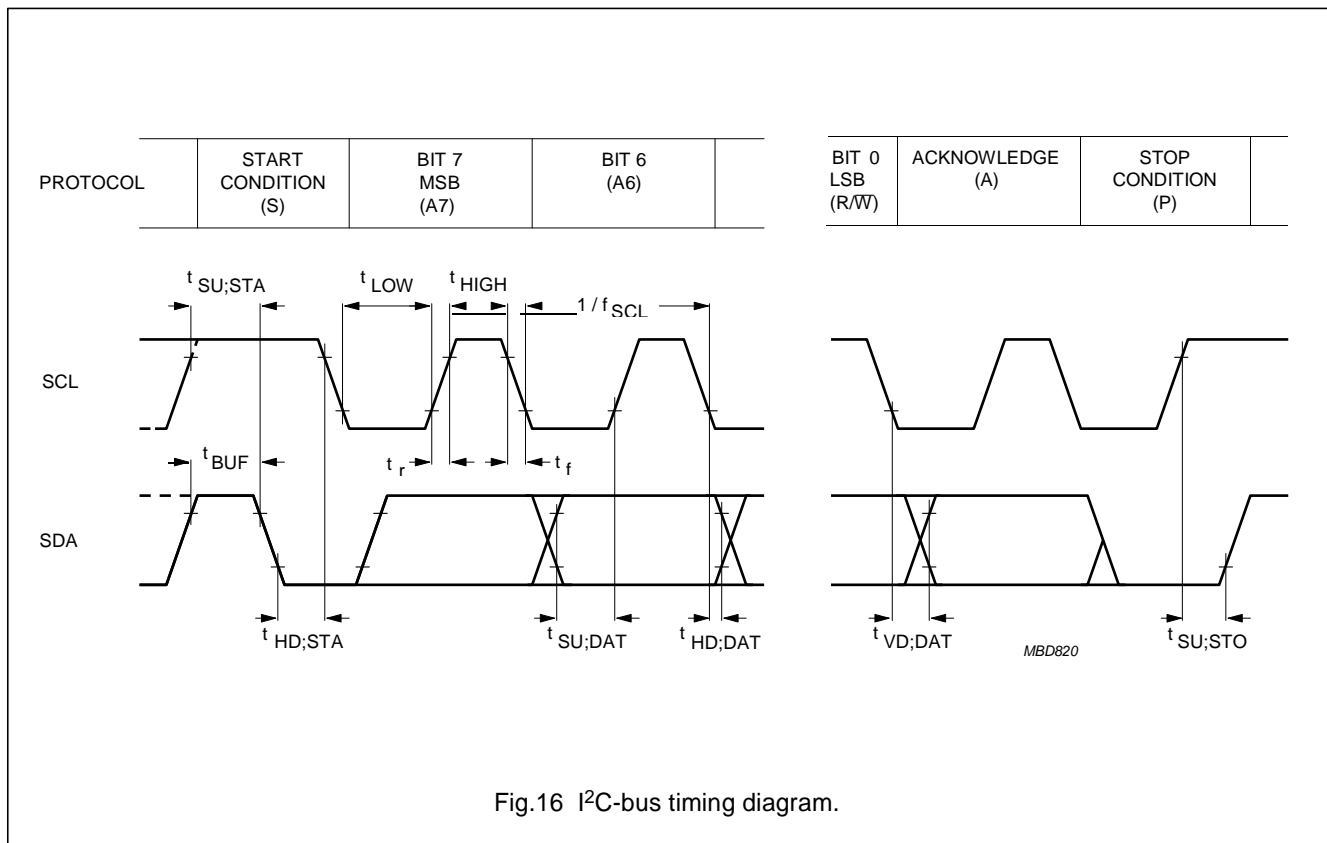 PROTOCOL
START
CONDITION
(S)
BIT 7
MSB
(A7)
BIT 6
(A6)
BIT 0
LSB
(R/W̅)
ACKNOWLEDGE
(A)
STOP
CONDITION
(P)
t SU;STA
t LOW
t HIGH
1 / f SCL
SCL
t BUF
t r
t f
SDA
t HD;STA
t SU;DAT
t HD;DAT
t VD;DAT
MBD820
t SU;STO
Fig.16 I²C-bus timing diagram.